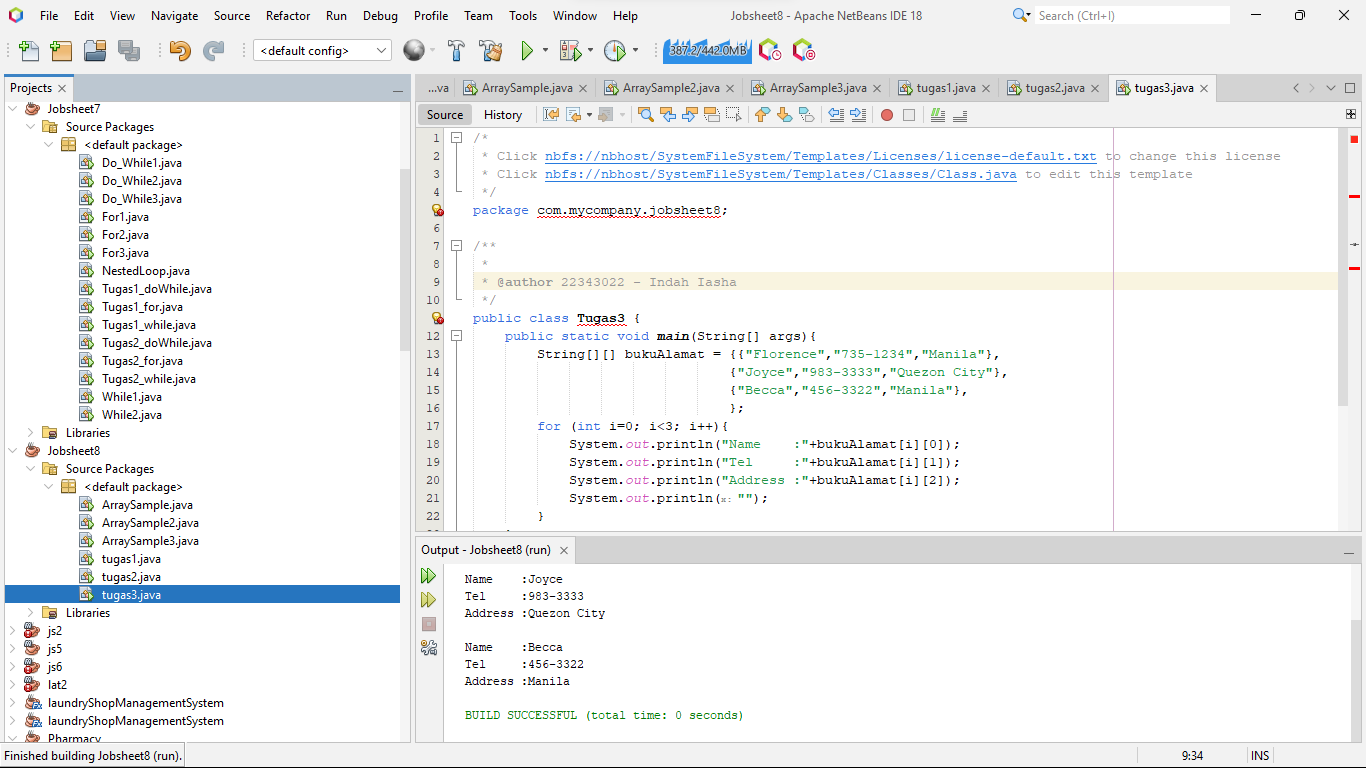 File Edit View Navigate Source Refactor Run Debug Profile Team Tools Window Help Jobsheet8 - Apache NetBeans IDE 18 Search (Ctrl+I)
<default config> 387.2/442.0MB
Projects
Jobsheet7
Source Packages
<default package>
Do_While1.java
Do_While2.java
Do_While3.java
For1.java
For2.java
For3.java
NestedLoop.java
Tugas1_doWhile.java
Tugas1_for.java
Tugas1_while.java
Tugas2_doWhile.java
Tugas2_for.java
Tugas2_while.java
While1.java
While2.java
Libraries
Jobsheet8
Source Packages
<default package>
ArraySample.java
ArraySample2.java
ArraySample3.java
tugas1.java
tugas2.java
tugas3.java
Libraries
js2
js5
js6
lat2
laundryShopManagementSystem
laundryShopManagementSystem
Pharmacy
...va ArraySample.java ArraySample2.java ArraySample3.java tugas1.java tugas2.java tugas3.java
Source History
1 /*
2 * Click nbfs://nbhost/SystemFileSystem/Templates/Licenses/license-default.txt to change this license
3 * Click nbfs://nbhost/SystemFileSystem/Templates/Classes/Class.java to edit this template
4 */
package com.mycompany.jobsheet8;
6
7 /**
8 *
9 * @author 22343022 - Indah Iasha
10 */
public class Tugas3 {
12 public static void main(String[] args){
13 String[][] bukuAlamat = {{"Florence","735-1234","Manila"},
14 {"Joyce","983-3333","Quezon City"},
15 {"Becca","456-3322","Manila"},
16 };
17 for (int i=0; i<3; i++){
18 System.out.println("Name    :"+bukuAlamat[i][0]);
19 System.out.println("Tel     :"+bukuAlamat[i][1]);
20 System.out.println("Address :"+bukuAlamat[i][2]);
21 System.out.println(x: "");
22 }
Output - Jobsheet8 (run)
Name :Joyce
Tel :983-3333
Address :Quezon City
Name :Becca
Tel :456-3322
Address :Manila
BUILD SUCCESSFUL (total time: 0 seconds)
Finished building Jobsheet8 (run). 9:34 INS